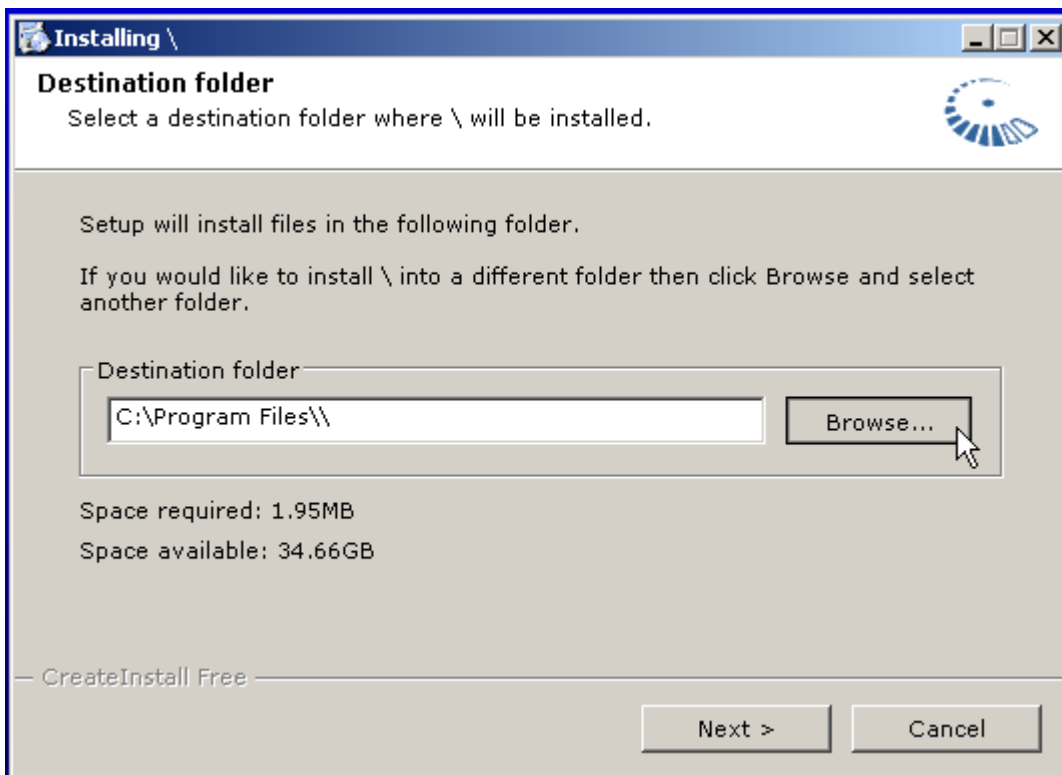 Installing \
Destination folder
Select a destination folder where \ will be installed.
Setup will install files in the following folder.
If you would like to install \ into a different folder then click Browse and select
another folder.
Destination folder
C:\Program Files\\
Browse...
Space required: 1.95MB
Space available: 34.66GB
CreateInstall Free
Next >
Cancel